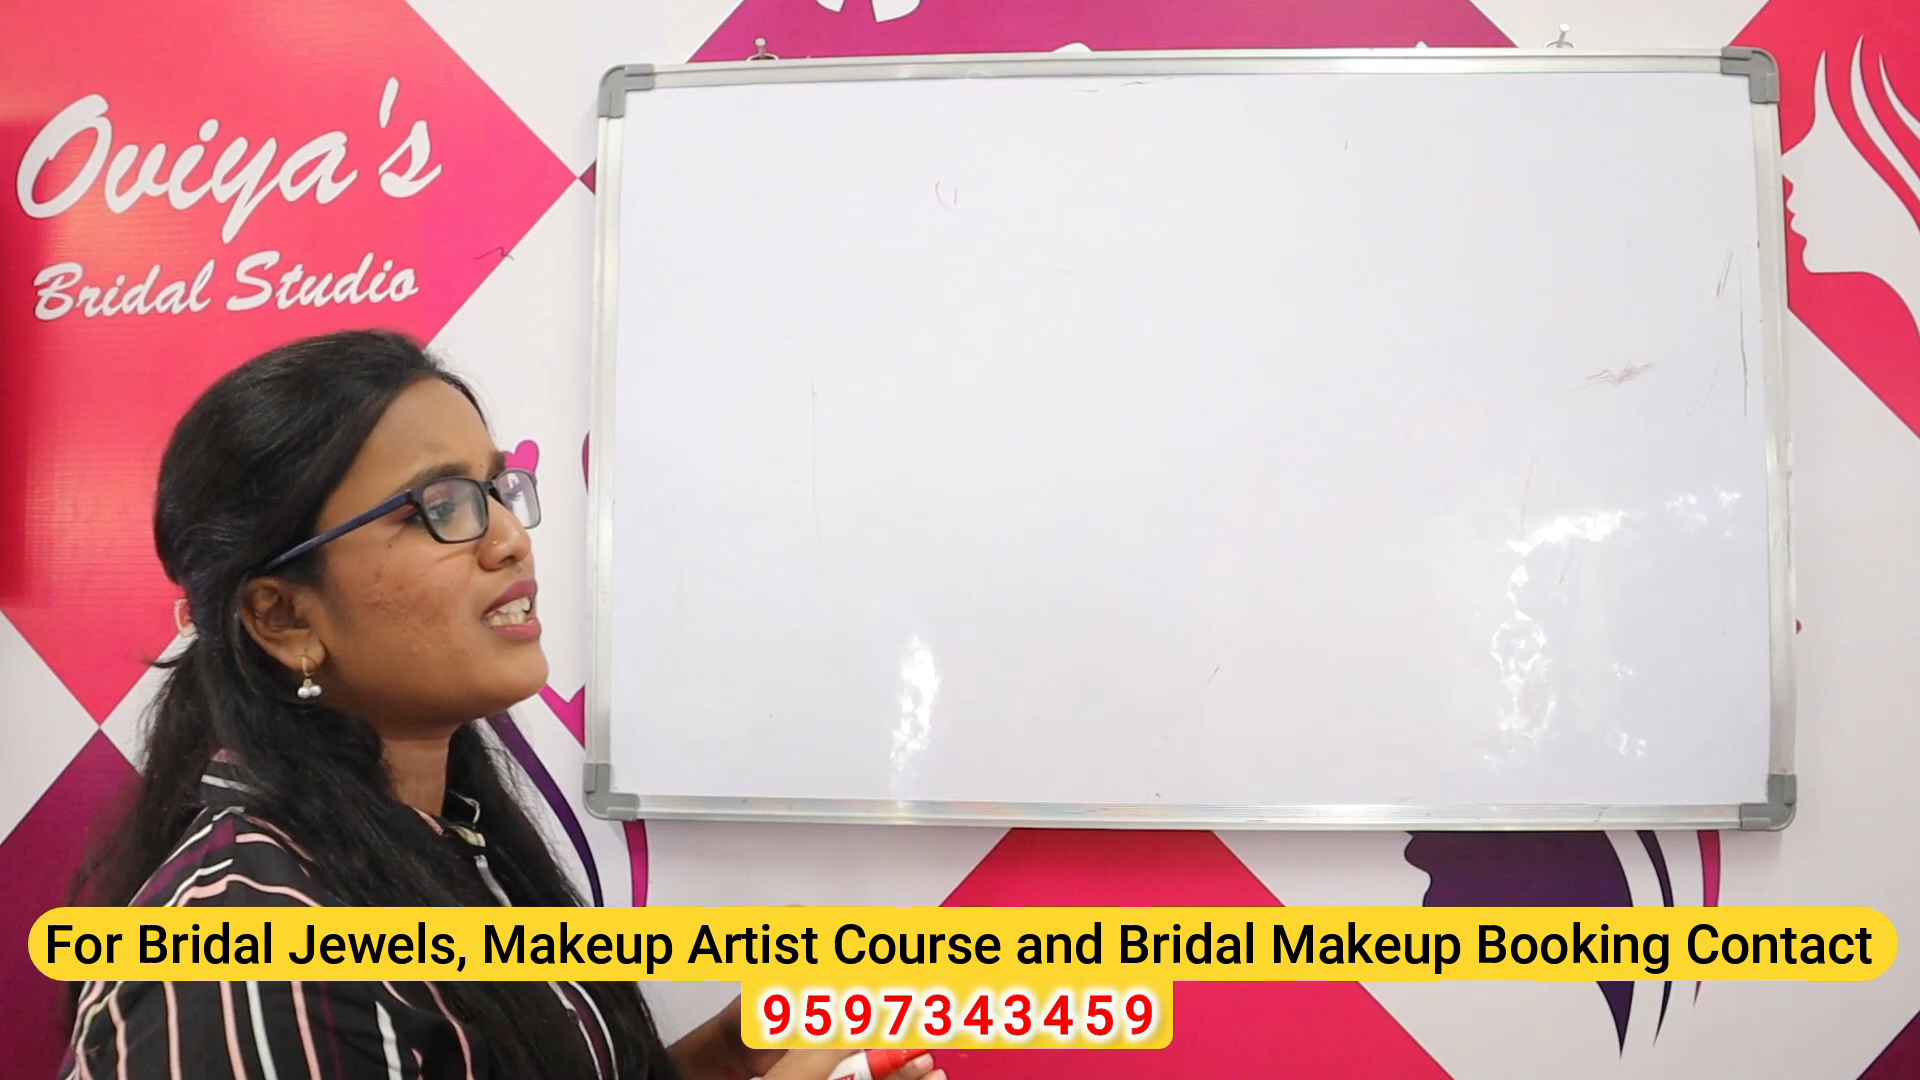 Oviya's
Bridal Studio
For Bridal Jewels, Makeup Artist Course and Bridal Makeup Booking Contact
9597343459